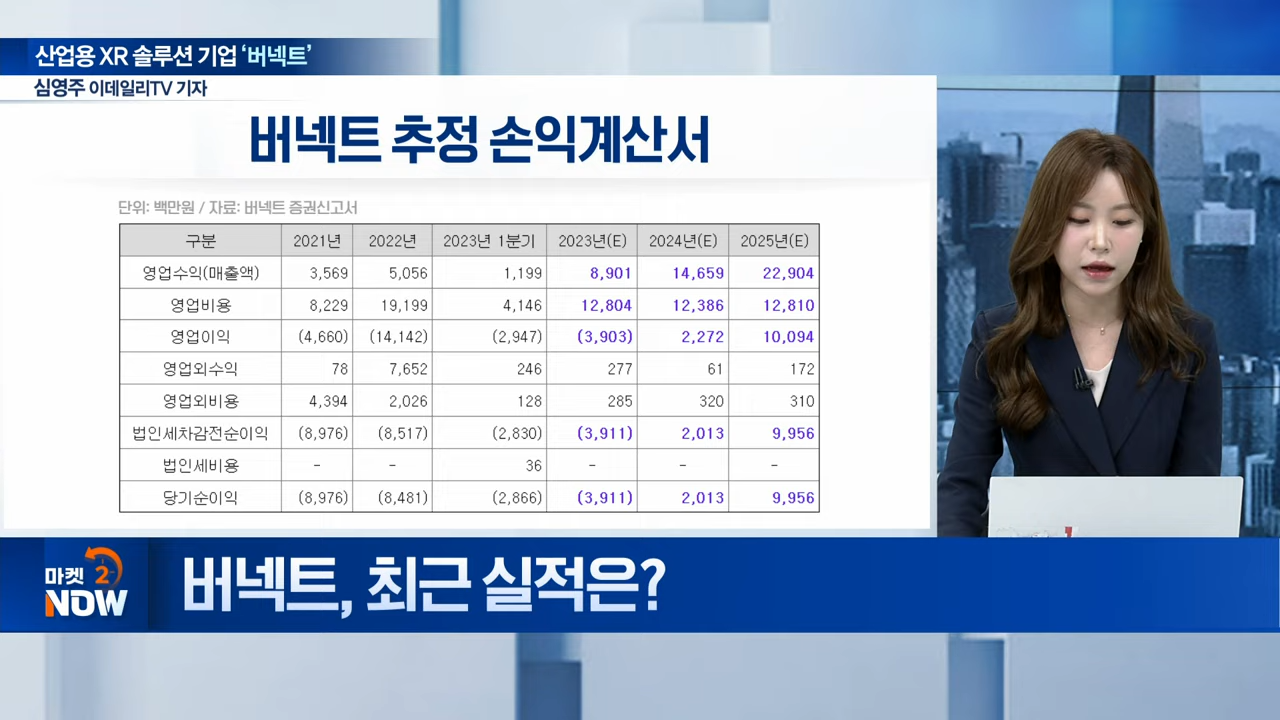 산업용 XR 솔루션 기업 ‘버넥트’
심영주 이데일리TV 기자
버넥트 추정 손익계산서
단위: 백만원 / 자료: 버넥트 증권신고서
구분 2021년 2022년 2023년 1분기 2023년(E) 2024년(E) 2025년(E)
영업수익(매출액) 3,569 5,056 1,199 8,901 14,659 22,904
영업비용 8,229 19,199 4,146 12,804 12,386 12,810
영업이익 (4,660) (14,142) (2,947) (3,903) 2,272 10,094
영업외수익 78 7,652 246 277 61 172
영업외비용 4,394 2,026 128 285 320 310
법인세차감전순이익 (8,976) (8,517) (2,830) (3,911) 2,013 9,956
법인세비용 - - 36 - - -
당기순이익 (8,976) (8,481) (2,866) (3,911) 2,013 9,956
마켓 2
NOW
버넥트, 최근 실적은?